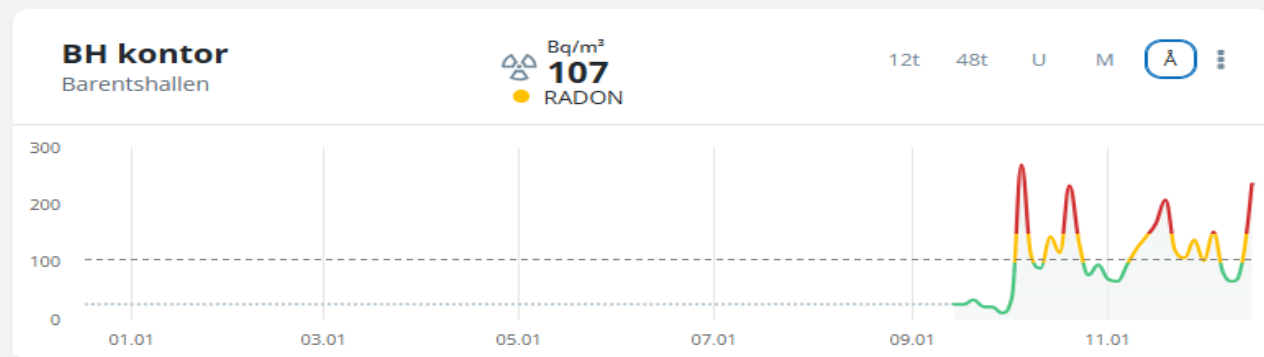 BH kontor
Barentshallen
Bq/m³
107
RADON
12t 48t U M Å
300
200
100
0
01.01 03.01 05.01 07.01 09.01 11.01